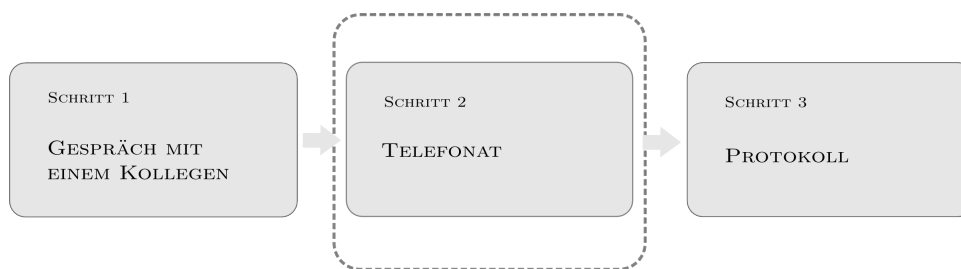 Schritt 1
Gespräch mit
einem Kollegen
Schritt 2
Telefonat
Schritt 3
Protokoll